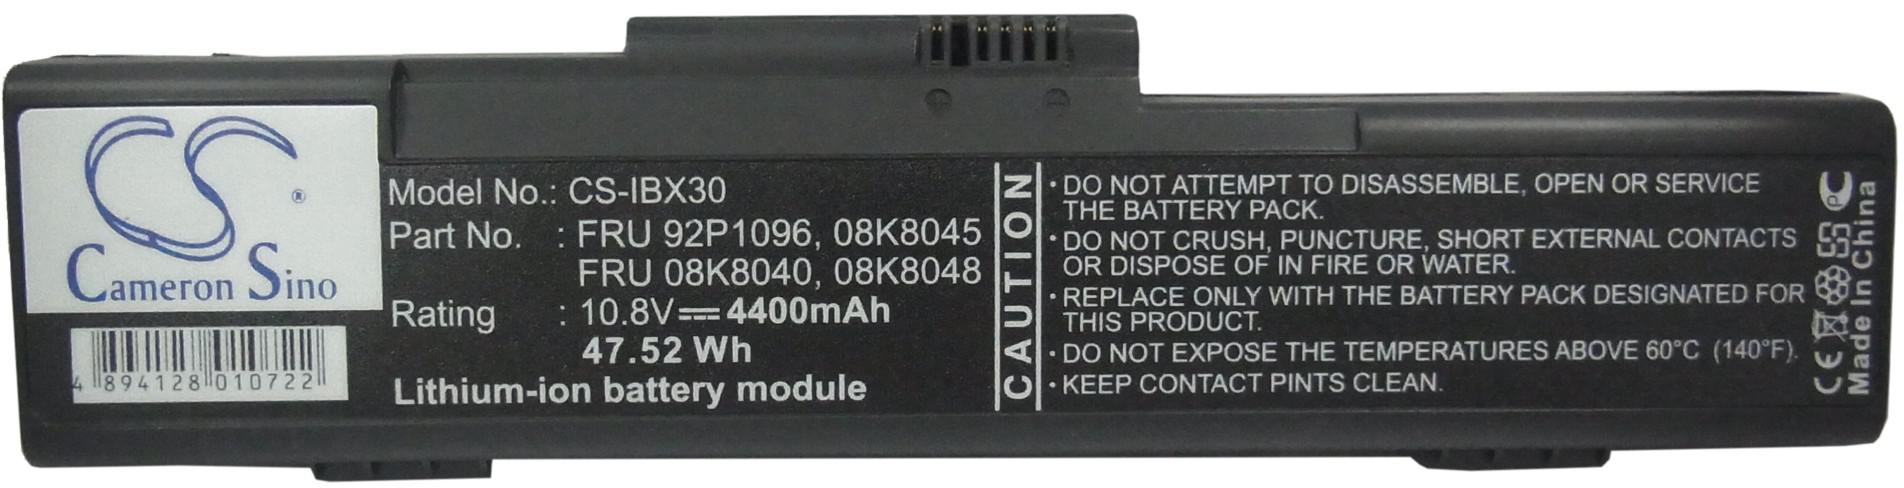 CS ®
Cameron Sino
4 894128 010722
Model No.: CS-IBX30
Part No. : FRU 92P1096, 08K8045
FRU 08K8040, 08K8048
Rating : 10.8V 4400mAh
47.52 Wh
Lithium-ion battery module
CAUTION
· DO NOT ATTEMPT TO DISASSEMBLE, OPEN OR SERVICE
THE BATTERY PACK.
· DO NOT CRUSH, PUNCTURE, SHORT EXTERNAL CONTACTS
OR DISPOSE OF IN FIRE OR WATER.
· REPLACE ONLY WITH THE BATTERY PACK DESIGNATED FOR
THIS PRODUCT.
· DO NOT EXPOSE THE TEMPERATURES ABOVE 60°C (140°F).
· KEEP CONTACT PINTS CLEAN.
CE PC
Made In China